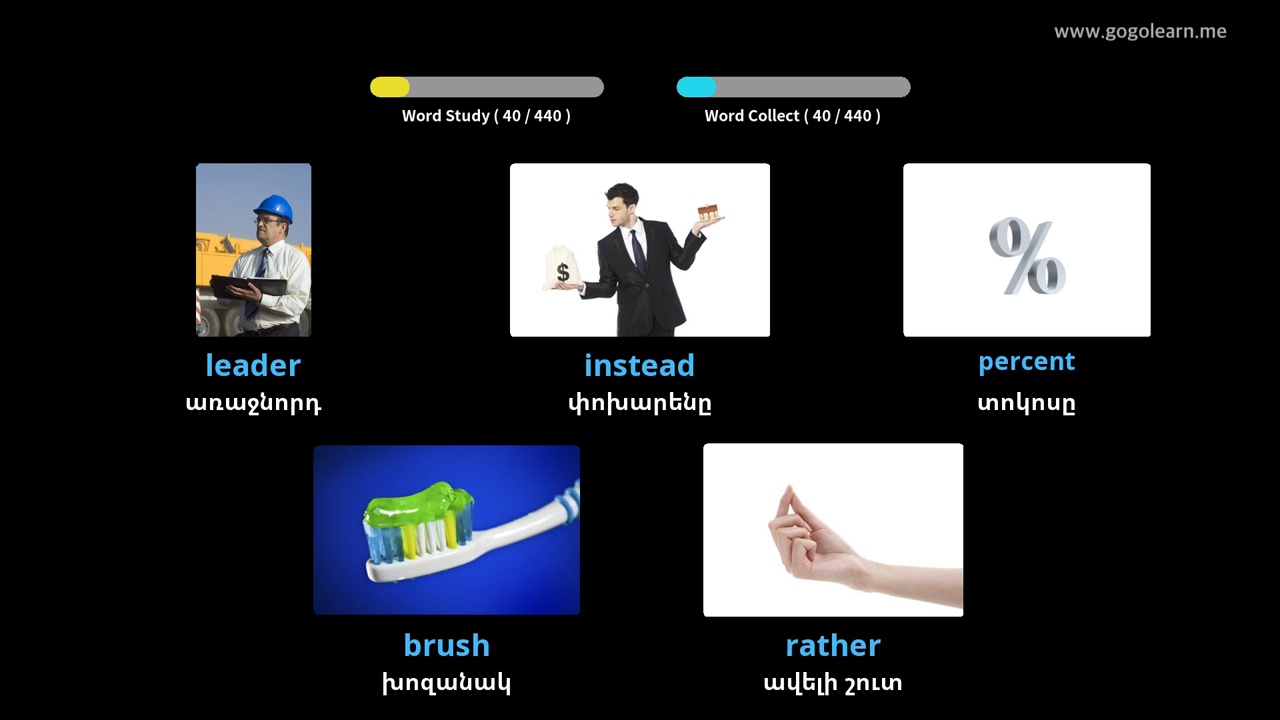 www.gogolearn.me
Word Study ( 40 / 440 )
Word Collect ( 40 / 440 )
leader
առաջնորդ
instead
փոխարենը
percent
տոկոսը
brush
խոզանակ
rather
ավելի շուտ
$
%